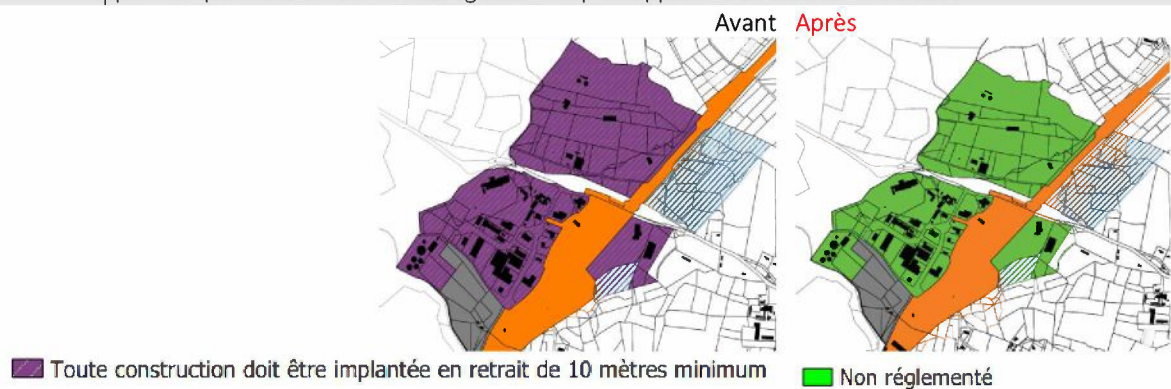 Avant Après
Toute construction doit être implantée en retrait de 10 mètres minimum
Non réglementé